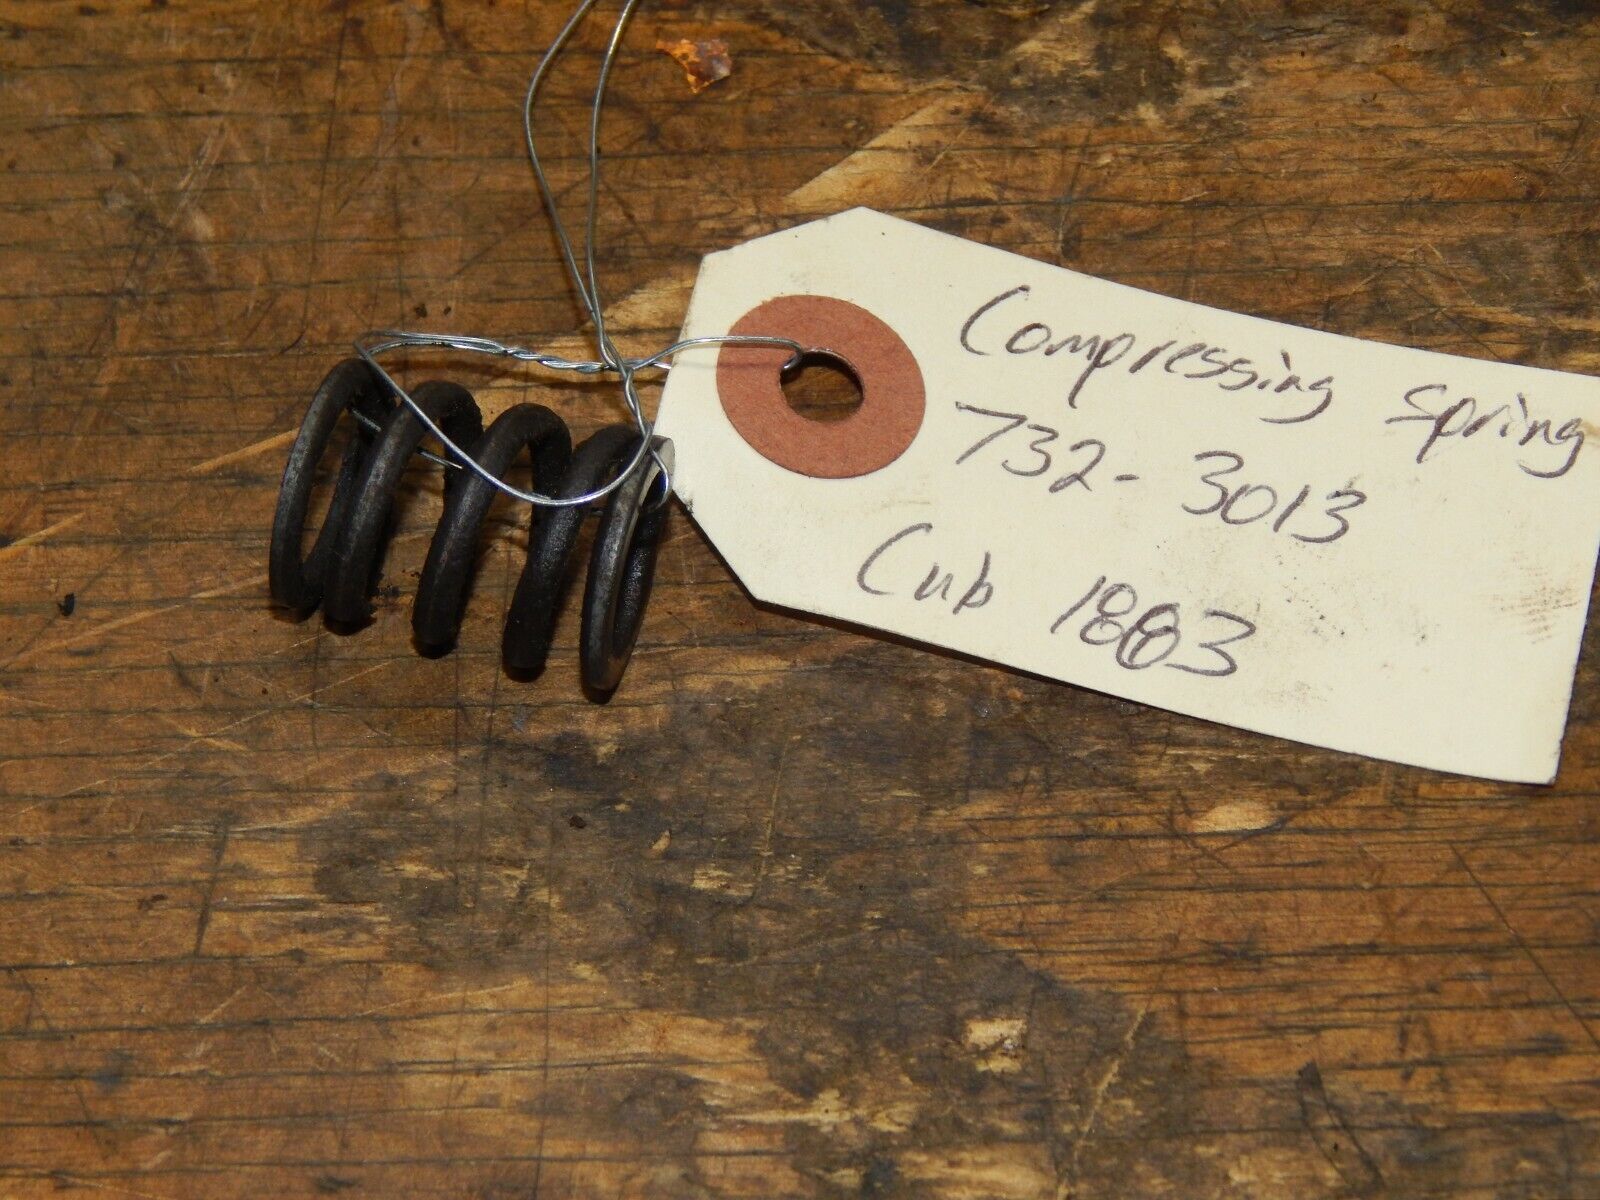 Compressing spring
732-3013
Cub 1863